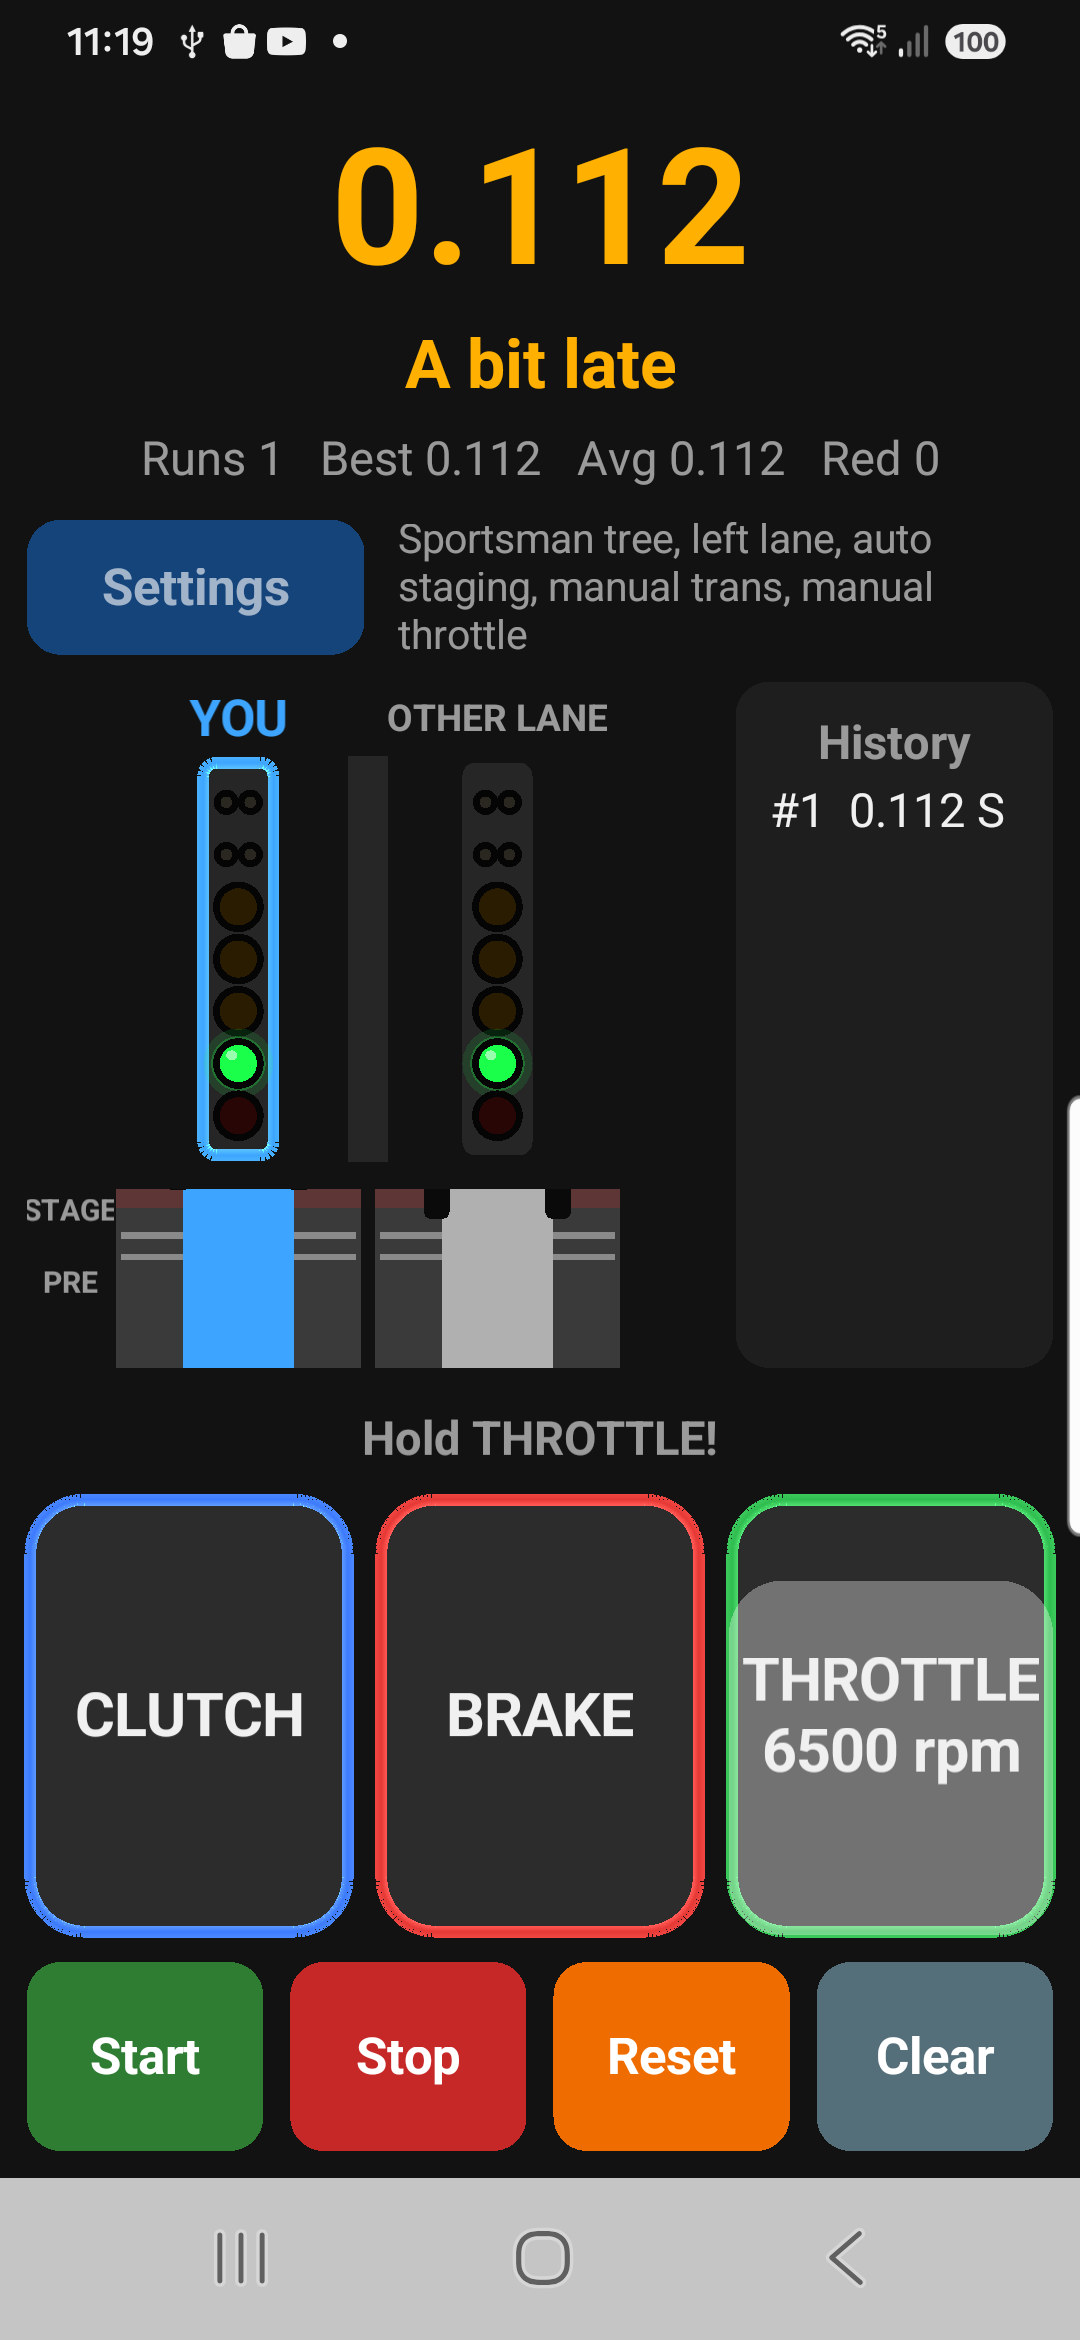 11:19
5
100
0.112
A bit late
Runs 1 Best 0.112 Avg 0.112 Red 0
Settings
Sportsman tree, left lane, auto
staging, manual trans, manual
throttle
YOU
OTHER LANE
History
#1 0.112 S
STAGE
PRE
Hold THROTTLE!
CLUTCH
BRAKE
THROTTLE
6500 rpm
Start
Stop
Reset
Clear